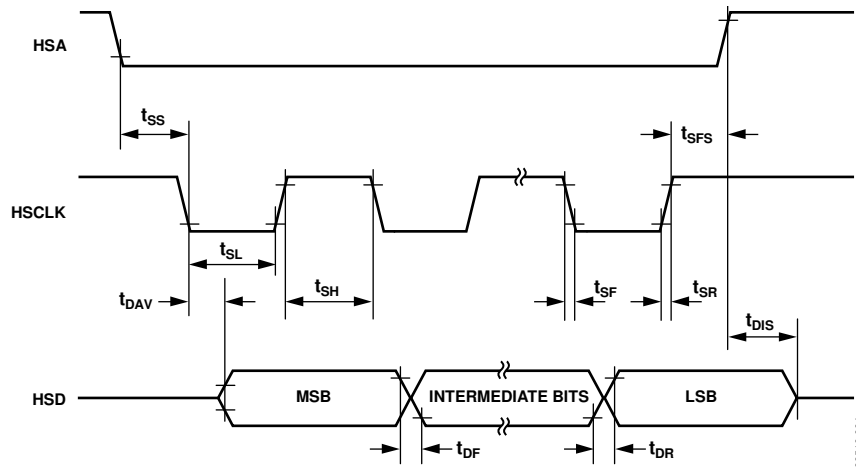 HSA
tSS
tSFS
HSCLK
tSL
tSH
tSF
tSR
tDAV
tDIS
HSD
MSB
INTERMEDIATE BITS
LSB
tDF
tDR